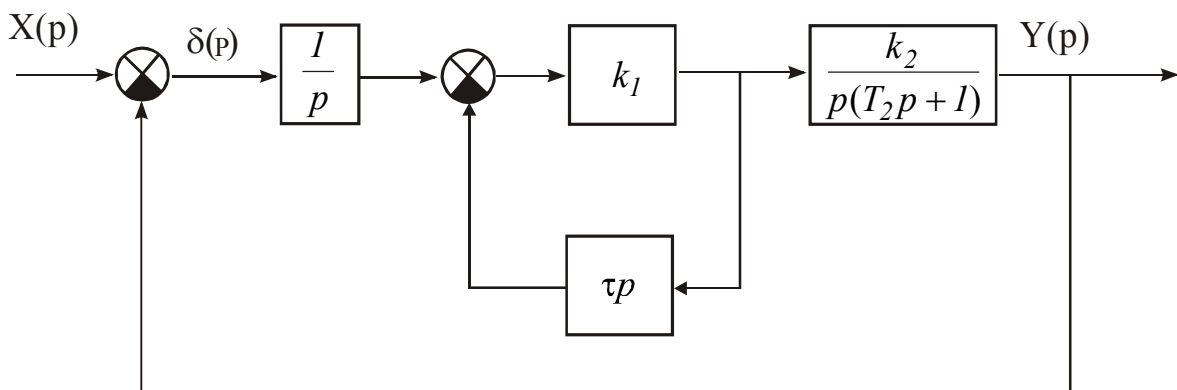 X(p)
δ(p)
1
p
k1
k2
p(T2p + 1)
Y(p)
τp